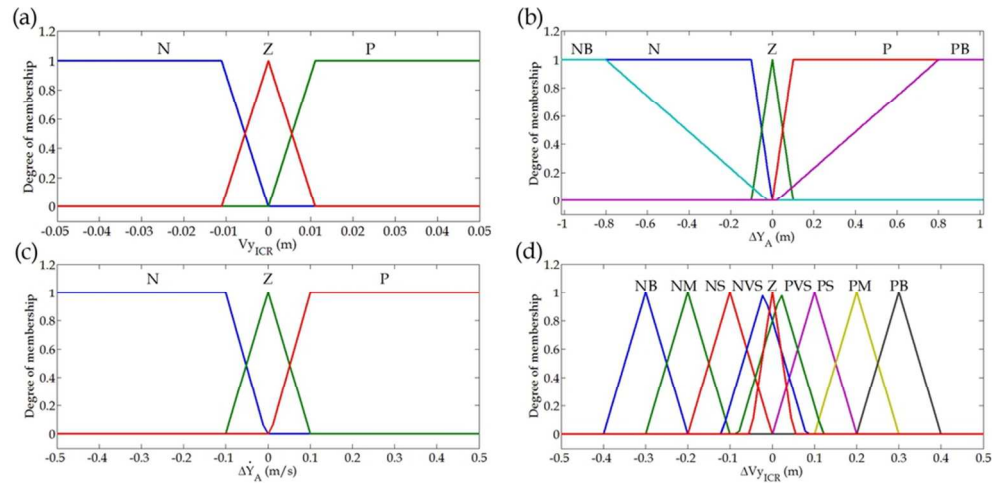 (a)
N Z P
1.2
1
0.8
0.6
0.4
0.2
0
Degree of membership
-0.05 -0.04 -0.03 -0.02 -0.01 0 0.01 0.02 0.03 0.04 0.05
Vy_ICR (m)
(b)
NB N Z P PB
1.2
1
0.8
0.6
0.4
0.2
0
Degree of membership
-1 -0.8 -0.6 -0.4 -0.2 0 0.2 0.4 0.6 0.8 1
ΔY_A (m)
(c)
N Z P
1.2
1
0.8
0.6
0.4
0.2
0
Degree of membership
-0.5 -0.4 -0.3 -0.2 -0.1 0 0.1 0.2 0.3 0.4 0.5
ΔẎ_A (m/s)
(d)
NB NM NS NVS Z PVS PS PM PB
1.2
1
0.8
0.6
0.4
0.2
0
Degree of membership
-0.5 -0.4 -0.3 -0.2 -0.1 0 0.1 0.2 0.3 0.4 0.5
ΔVy_ICR (m)